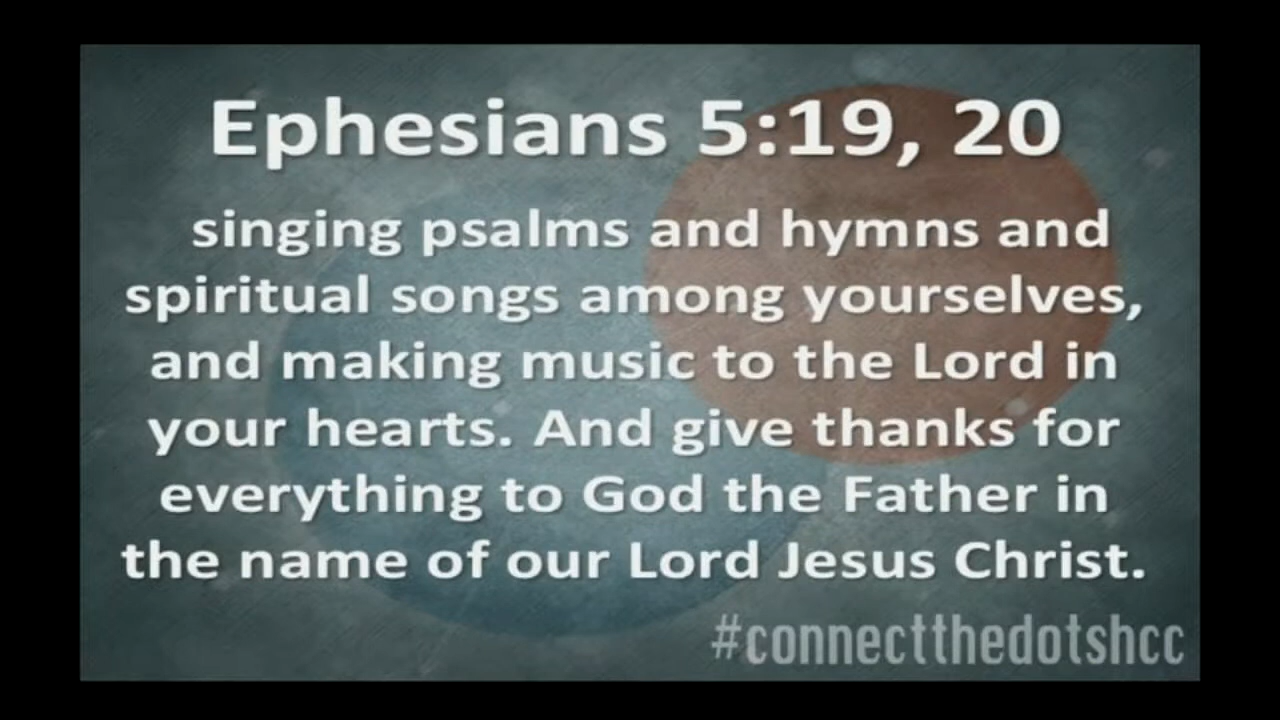 Ephesians 5:19, 20
singing psalms and hymns and
spiritual songs among yourselves,
and making music to the Lord in
your hearts. And give thanks for
everything to God the Father in
the name of our Lord Jesus Christ.
#connectthedotshcc